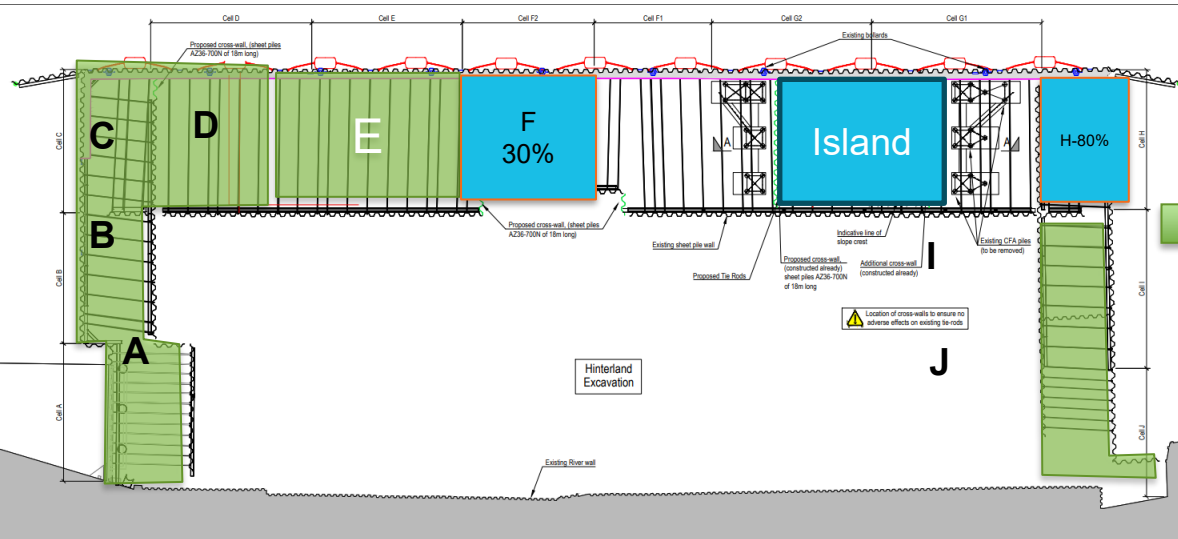 Cell D
Cell E
Cell F2
Cell F1
Cell G2
Cell G1
Proposed cross-wall, (sheet piles
AZ36-700N of 18m long)
Existing bollards
C
D
E
F
30%
A
Island
A
H-80%
Cell C
Cell H
B
Proposed cross-wall, (sheet piles
AZ36-700N of 18m long)
Existing sheet pile wall
Indicative line of
slope crest
Existing CFA piles
(to be removed)
Proposed Tie Rods
Proposed cross-wall,
(constructed already)
sheet piles AZ36-700N
of 18m long
Additional cross-wall
(constructed already)
I
Cell B
Cell I
Location of cross-walls to ensure no
adverse effects on existing tie-rods
A
J
Hinterland
Excavation
Cell A
Cell J
Existing River wall